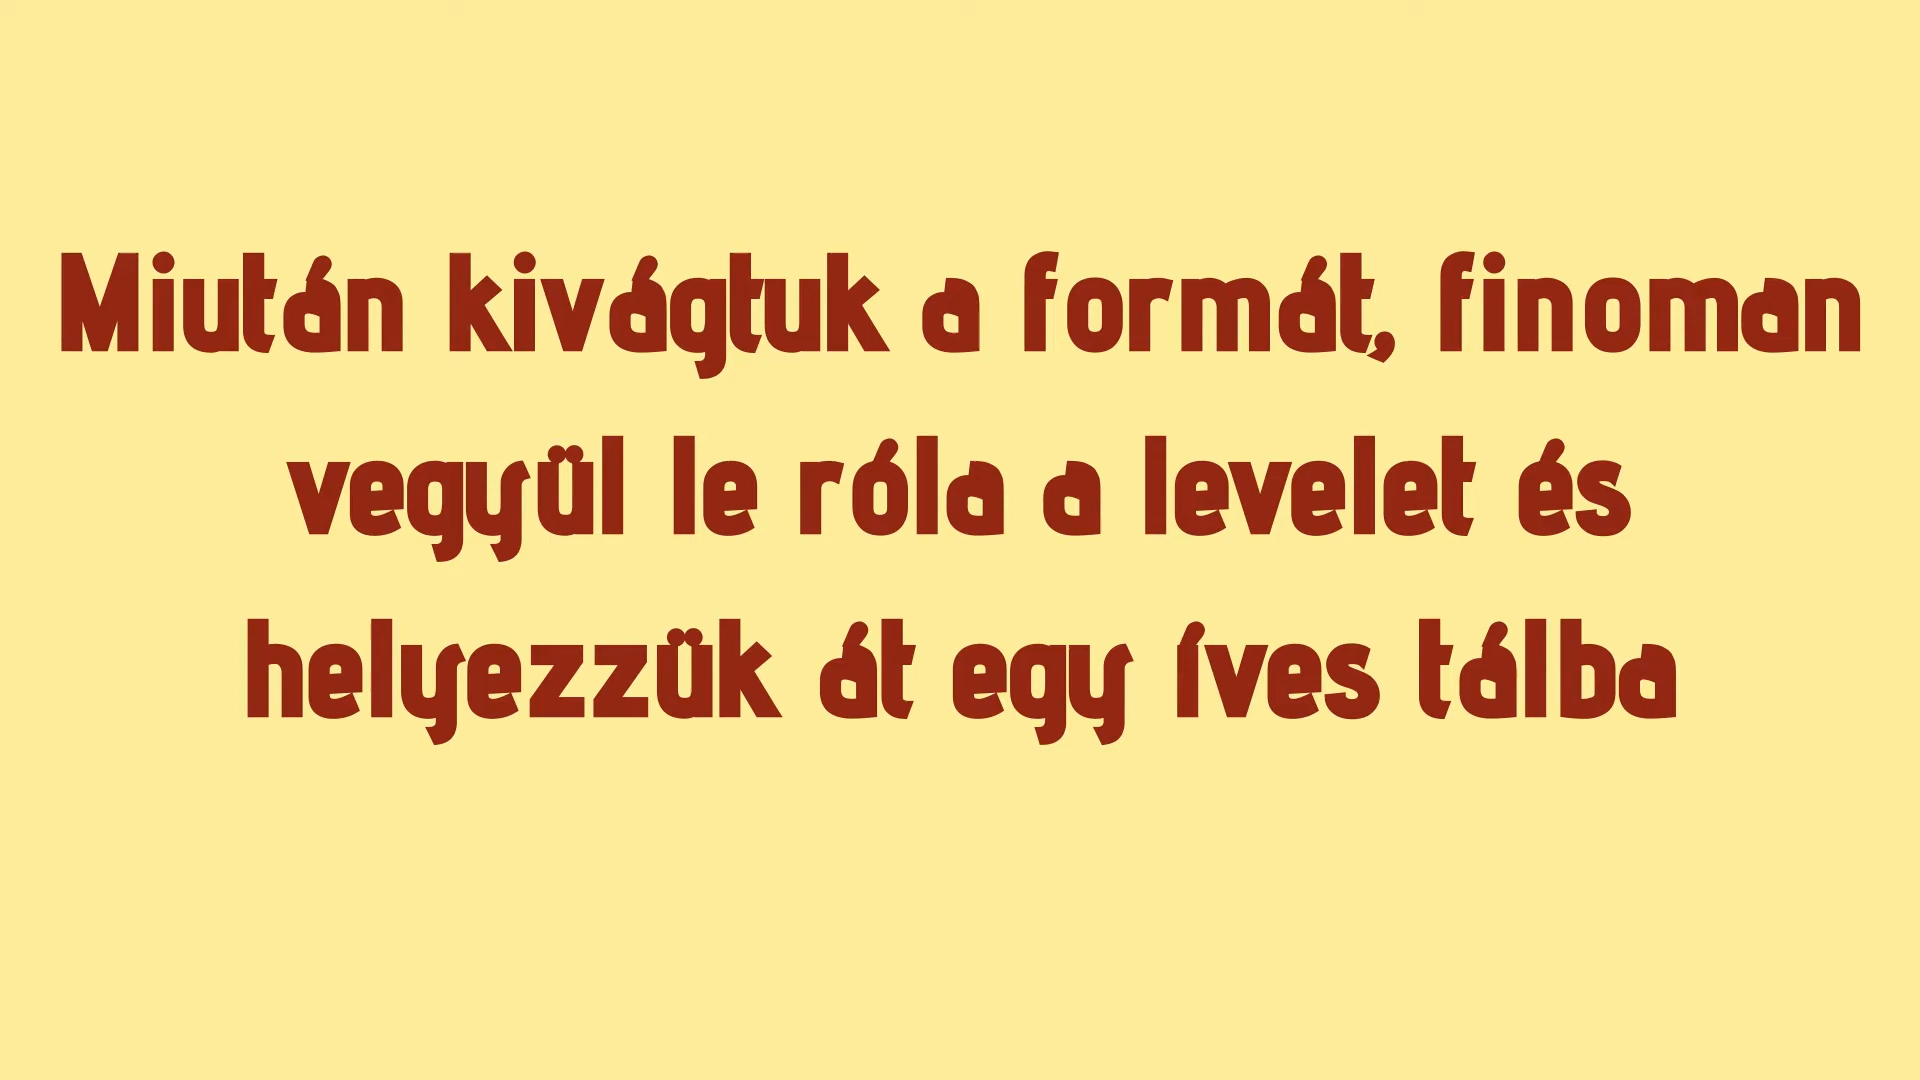 Miután kivágtuk a formát, finoman
vegyül le róla a levelet és
helyezzük át egy íves tálba